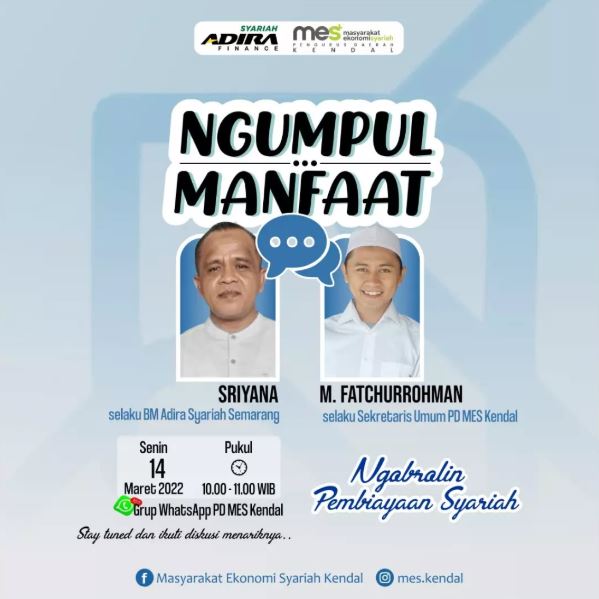 SYARIAH
ADIRA
FINANCE
mes masyarakat ekonomi syariah
PENGURUS DAERAH
KENDAL
NGUMPUL
MANFAAT
SRIYANA
selaku BM Adira Syariah Semarang
M. FATCHURROHMAN
selaku Sekretaris Umum PD MES Kendal
Senin
14
Maret 2022
Pukul
10.00 - 11.00 WIB
Grup WhatsApp PD MES Kendal
Stay tuned dan ikuti diskusi menariknya..
Ngobrolin
Pembiayaan Syariah
Masyarakat Ekonomi Syariah Kendal
mes.kendal